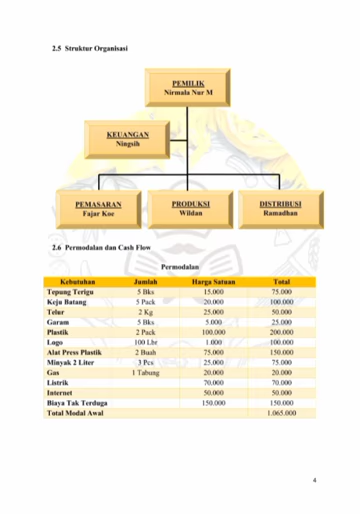 2.5 Struktur Organisasi
PEMILIK
Nirmala Nur M
KEUANGAN
Ningsih
PEMASARAN
Fajar Koe
PRODUKSI
Wildan
DISTRIBUSI
Ramadhan
2.6 Permodalan dan Cash Flow
Permodalan
Kebutuhan Jumlah Harga Satuan Total
Tepung Terigu 5 Bks 15.000 75.000
Keju Batang 5 Pack 20.000 100.000
Telur 2 Kg 25.000 50.000
Garam 5 Bks 5.000 25.000
Plastik 2 Pack 100.000 200.000
Logo 100 Lbr 1.000 100.000
Alat Press Plastik 2 Buah 75.000 150.000
Minyak 2 Liter 3 Pcs 25.000 75.000
Gas 1 Tabung 20.000 20.000
Listrik 70.000 70.000
Internet 50.000 50.000
Biaya Tak Terduga 150.000 150.000
Total Modal Awal 1.065.000
4